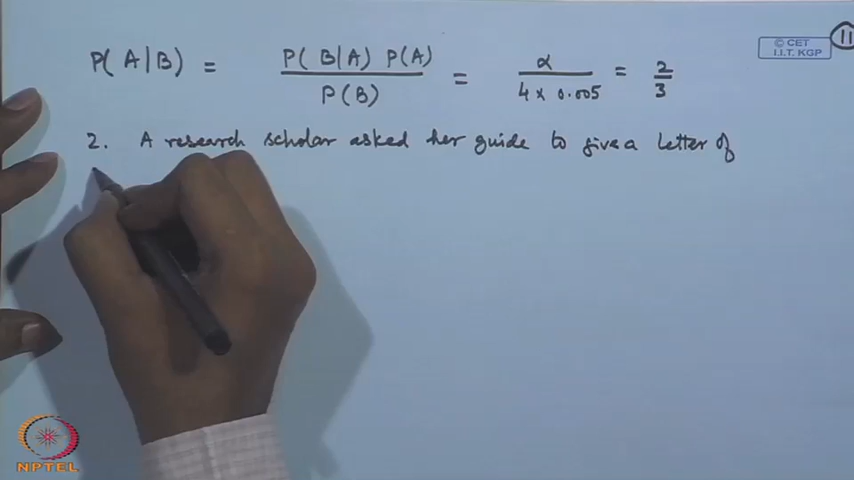 11
© CET
I.I.T. KGP
P( A|B) = P( B|A) P(A) / P(B) = α / 4 x 0.005 = 2 / 3
2. A research scholar asked her guide to give a letter of
NPTEL